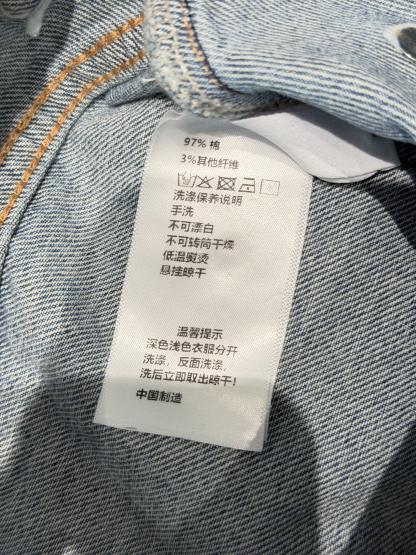 97% 棉
3%其他纤维
洗涤保养说明
手洗
不可漂白
不可转筒干燥
低温熨烫
悬挂晾干
温馨提示
深色浅色衣服分开
洗涤，反面洗涤，
洗后立即取出晾干!
中国制造